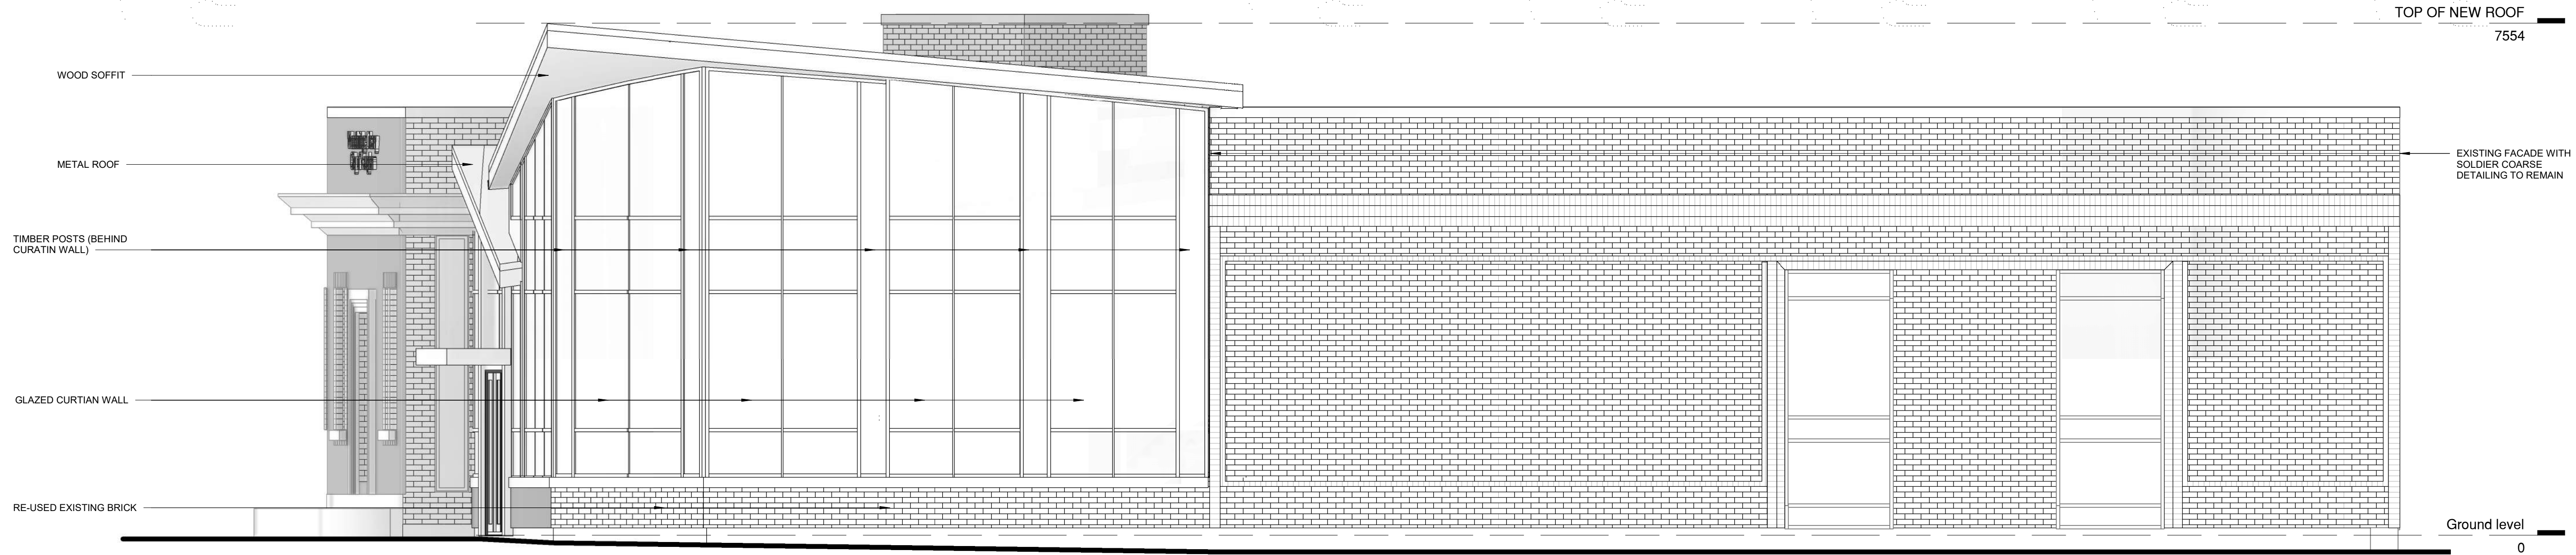 TOP OF NEW ROOF
7554
WOOD SOFFIT
METAL ROOF
EXISTING FACADE WITH
SOLDIER COARSE
DETAILING TO REMAIN
TIMBER POSTS (BEHIND
CURATIN WALL)
GLAZED CURTIAN WALL
RE-USED EXISTING BRICK
Ground level
0